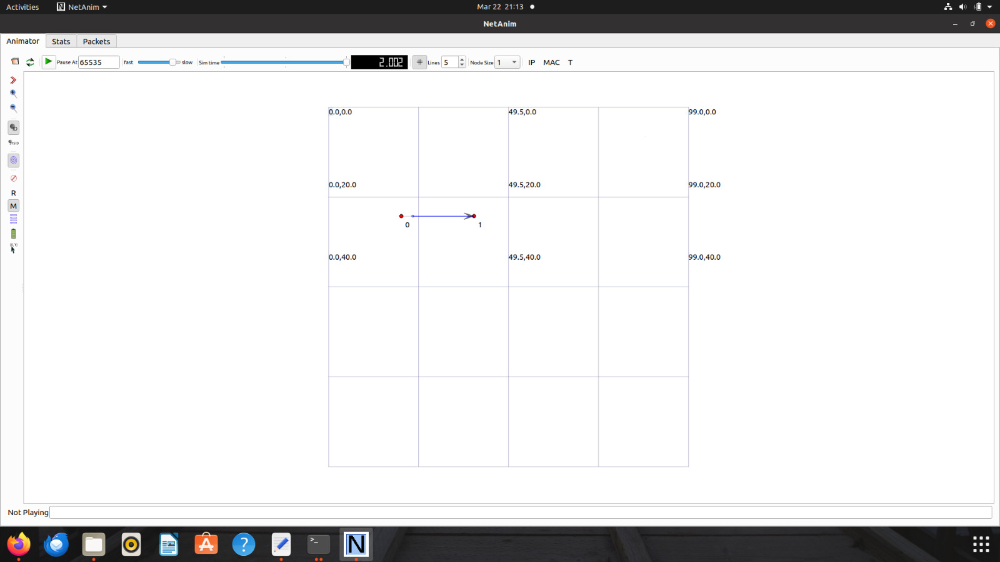 Activities NetAnim Mar 22 21:13
NetAnim
Animator Stats Packets
Pause At 65535 fast slow Sim time 2.002 # Lines 5 Node Size 1 IP MAC T
0.0,0.0 49.5,0.0 99.0,0.0
D
SYSID
0.0,20.0 49.5,20.0 99.0,20.0
R
M
0 1
(X,Y)
0.0,40.0 49.5,40.0 99.0,40.0
Not Playing
A ? >_ N